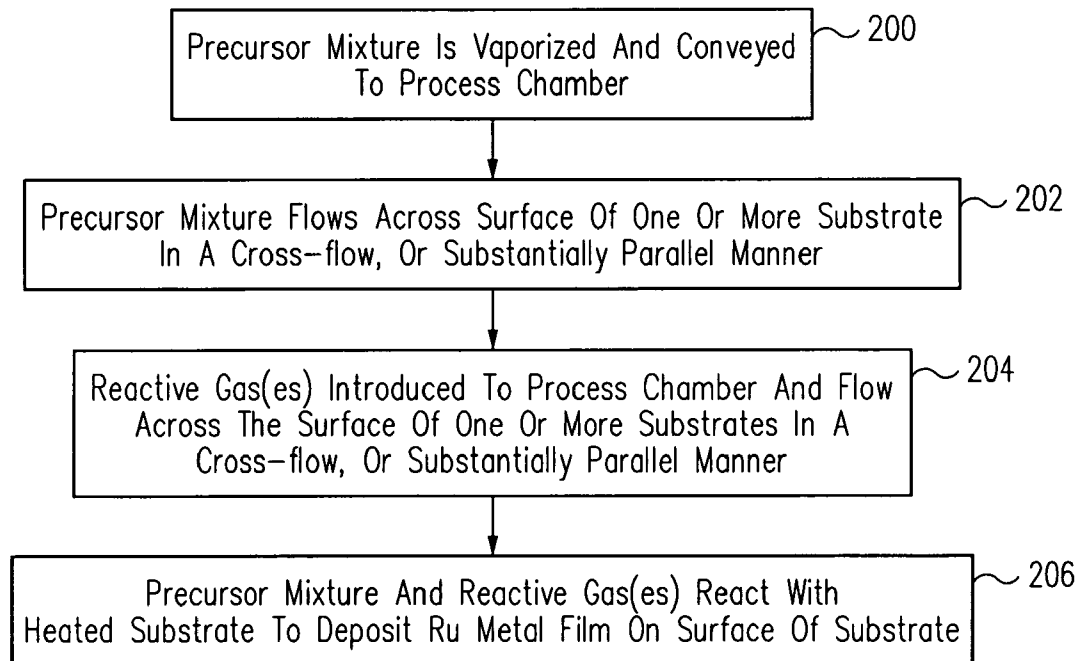 Precursor Mixture Is Vaporized And Conveyed
To Process Chamber
200
Precursor Mixture Flows Across Surface Of One Or More Substrate
In A Cross-flow, Or Substantially Parallel Manner
202
Reactive Gas(es) Introduced To Process Chamber And Flow
Across The Surface Of One Or More Substrates In A
Cross-flow, Or Substantially Parallel Manner
204
Precursor Mixture And Reactive Gas(es) React With
Heated Substrate To Deposit Ru Metal Film On Surface Of Substrate
206